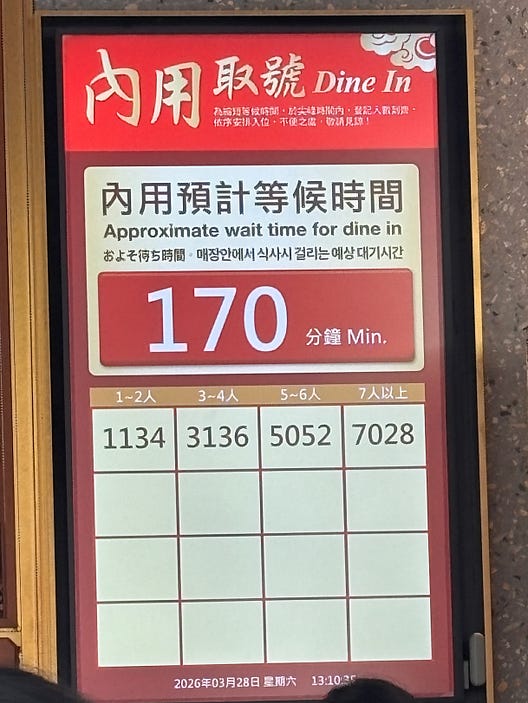 內用取號 Dine In
為縮短等候時間，於尖峰時間內，登記人數到齊，
依序安排入位，不便之處，敬請見諒！
內用預計等候時間
Approximate wait time for dine in
およそ待ち時間。매장안에서 식사시 걸리는 예상 대기시간
170 分鐘 Min.
1~2人 3~4人 5~6人 7人以上
1134 3136 5052 7028
2026年03月28日 星期六 13:10: